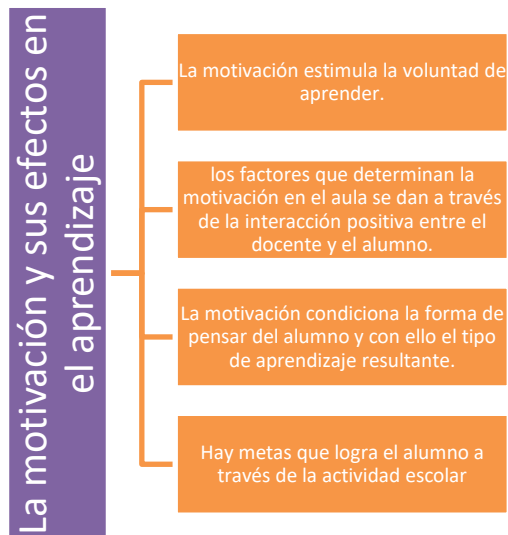 La motivación y sus efectos en
el aprendizaje
La motivación estimula la voluntad de
aprender.
los factores que determinan la
motivación en el aula se dan a través
de la interacción positiva entre el
docente y el alumno.
La motivación condiciona la forma de
pensar del alumno y con ello el tipo
de aprendizaje resultante.
Hay metas que logra el alumno a
través de la actividad escolar